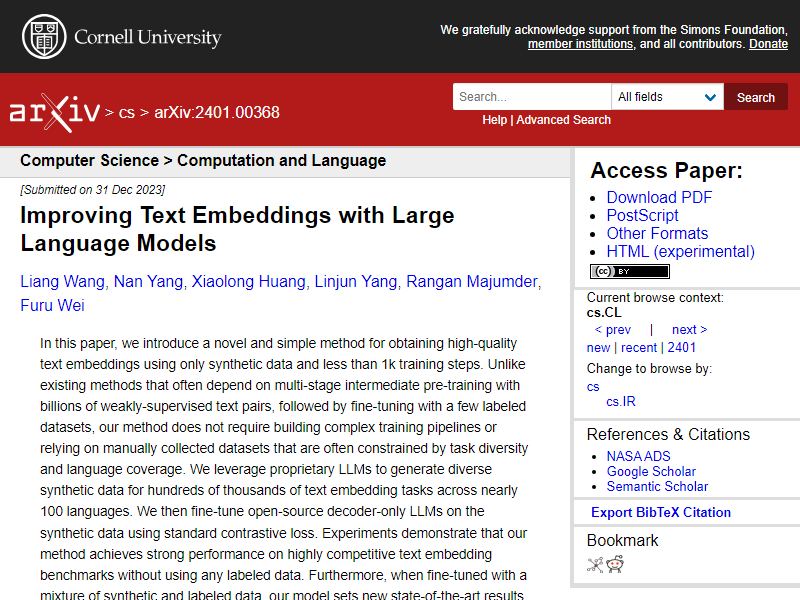 Cornell University
We gratefully acknowledge support from the Simons Foundation,
member institutions, and all contributors. Donate
arXiv > cs > arXiv:2401.00368
Search...
All fields
Search
Help | Advanced Search
Computer Science > Computation and Language
[Submitted on 31 Dec 2023]
Improving Text Embeddings with Large
Language Models
Liang Wang, Nan Yang, Xiaolong Huang, Linjun Yang, Rangan Majumder,
Furu Wei
In this paper, we introduce a novel and simple method for obtaining high-quality
text embeddings using only synthetic data and less than 1k training steps. Unlike
existing methods that often depend on multi-stage intermediate pre-training with
billions of weakly-supervised text pairs, followed by fine-tuning with a few labeled
datasets, our method does not require building complex training pipelines or
relying on manually collected datasets that are often constrained by task diversity
and language coverage. We leverage proprietary LLMs to generate diverse
synthetic data for hundreds of thousands of text embedding tasks across nearly
100 languages. We then fine-tune open-source decoder-only LLMs on the
synthetic data using standard contrastive loss. Experiments demonstrate that our
method achieves strong performance on highly competitive text embedding
benchmarks without using any labeled data. Furthermore, when fine-tuned with a
mixture of synthetic and labeled data, our model sets new state-of-the-art results
Access Paper:
Download PDF
PostScript
Other Formats
HTML (experimental)
(cc) BY
Current browse context:
cs.CL
< prev | next >
new | recent | 2401
Change to browse by:
cs
cs.IR
References & Citations
NASA ADS
Google Scholar
Semantic Scholar
Export BibTeX Citation
Bookmark